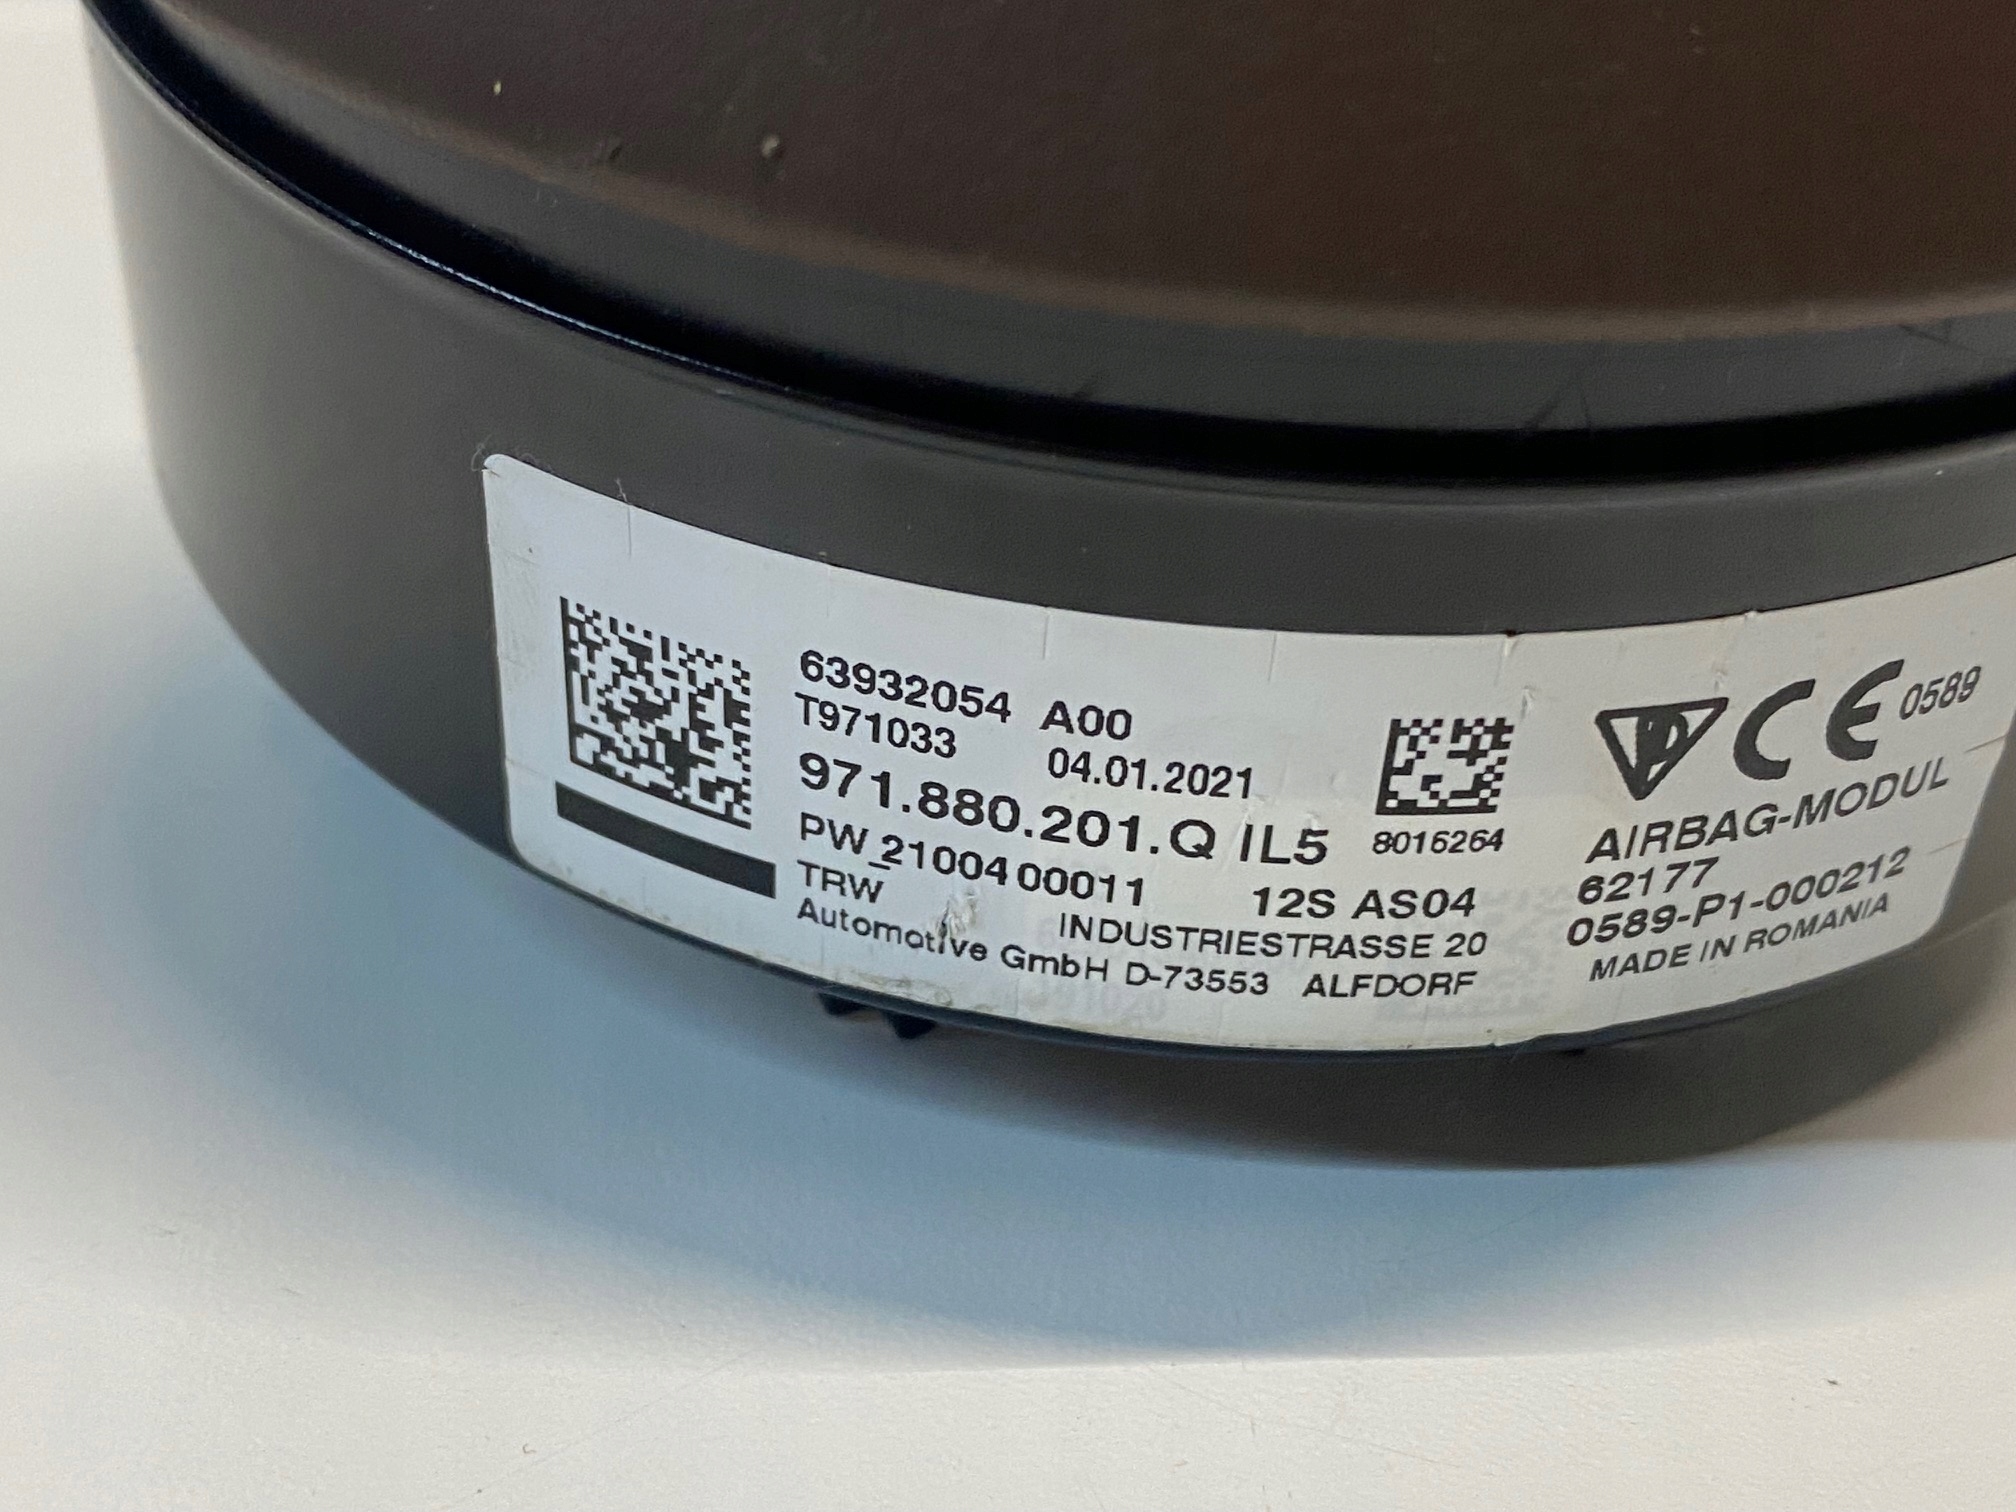 63932054 A00
T971033 04.01.2021
971.880.201.Q IL5
PW_2100400011 12S AS04
TRW INDUSTRIESTRASSE 20
Automotive GmbH D-73553 ALFDORF
8016264
CE 0589
AIRBAG-MODUL
62177
0589-P1-000212
MADE IN ROMANIA